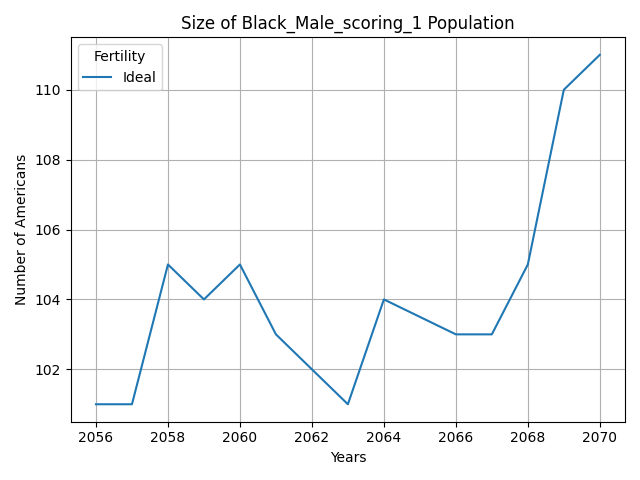 Size of Black_Male_scoring_1 Population
Fertility
Ideal
Number of Americans
110
108
106
104
102
2056 2058 2060 2062 2064 2066 2068 2070
Years